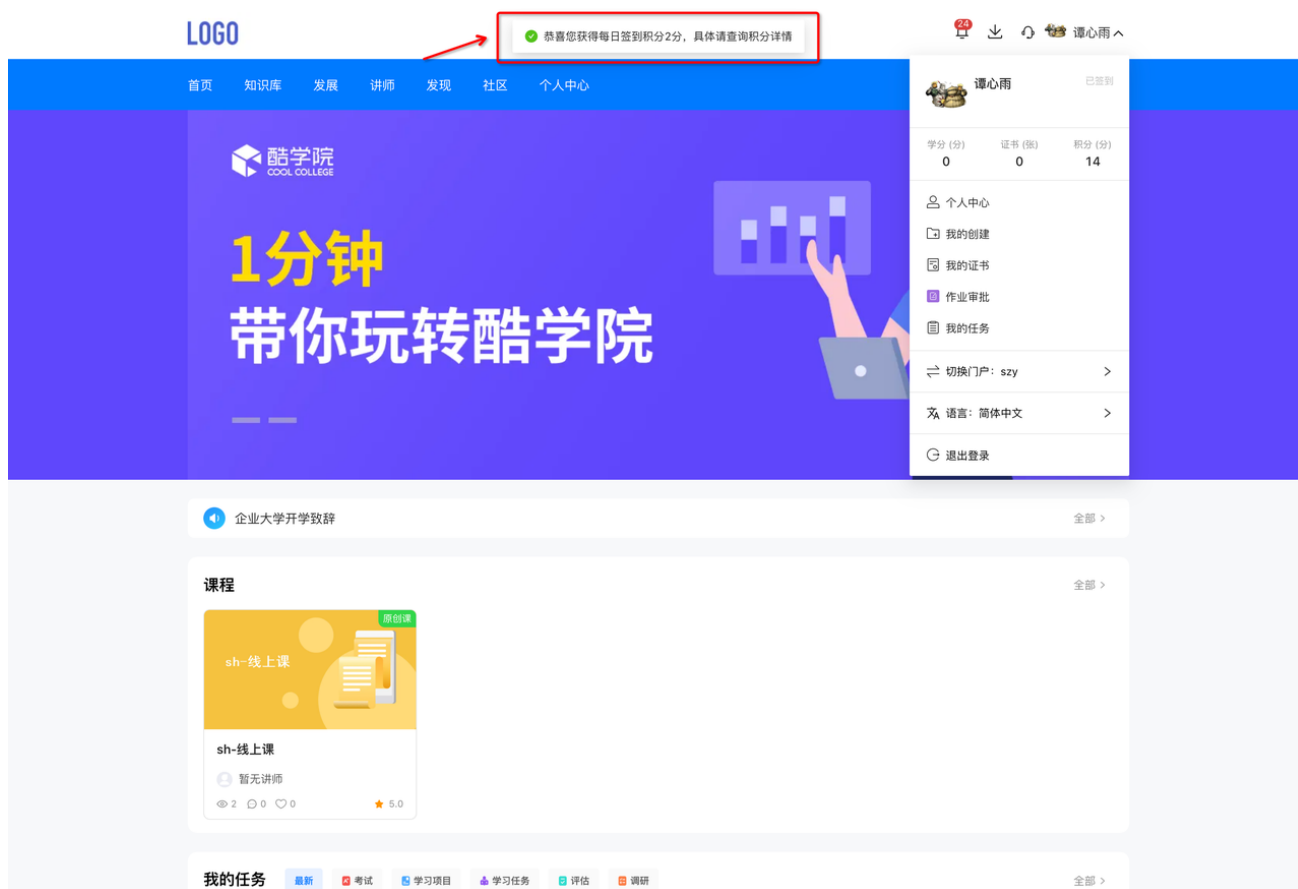 LOGO
恭喜您获得每日签到积分2分，具体请查询积分详情
24
谭心雨
首页 知识库 发展 讲师 发现 社区 个人中心
谭心雨
已签到
学分 (分) 证书 (张) 积分 (分)
0 0 14
个人中心
我的创建
我的证书
作业审批
我的任务
切换门户：szy
语言：简体中文
退出登录
酷学院
COOL COLLEGE
1分钟
带你玩转酷学院
企业大学开学致辞
全部
课程
全部
原创课
sh-线上课
sh-线上课
暂无讲师
2 0 0 5.0
我的任务 最新 考试 学习项目 学习任务 评估 调研
全部